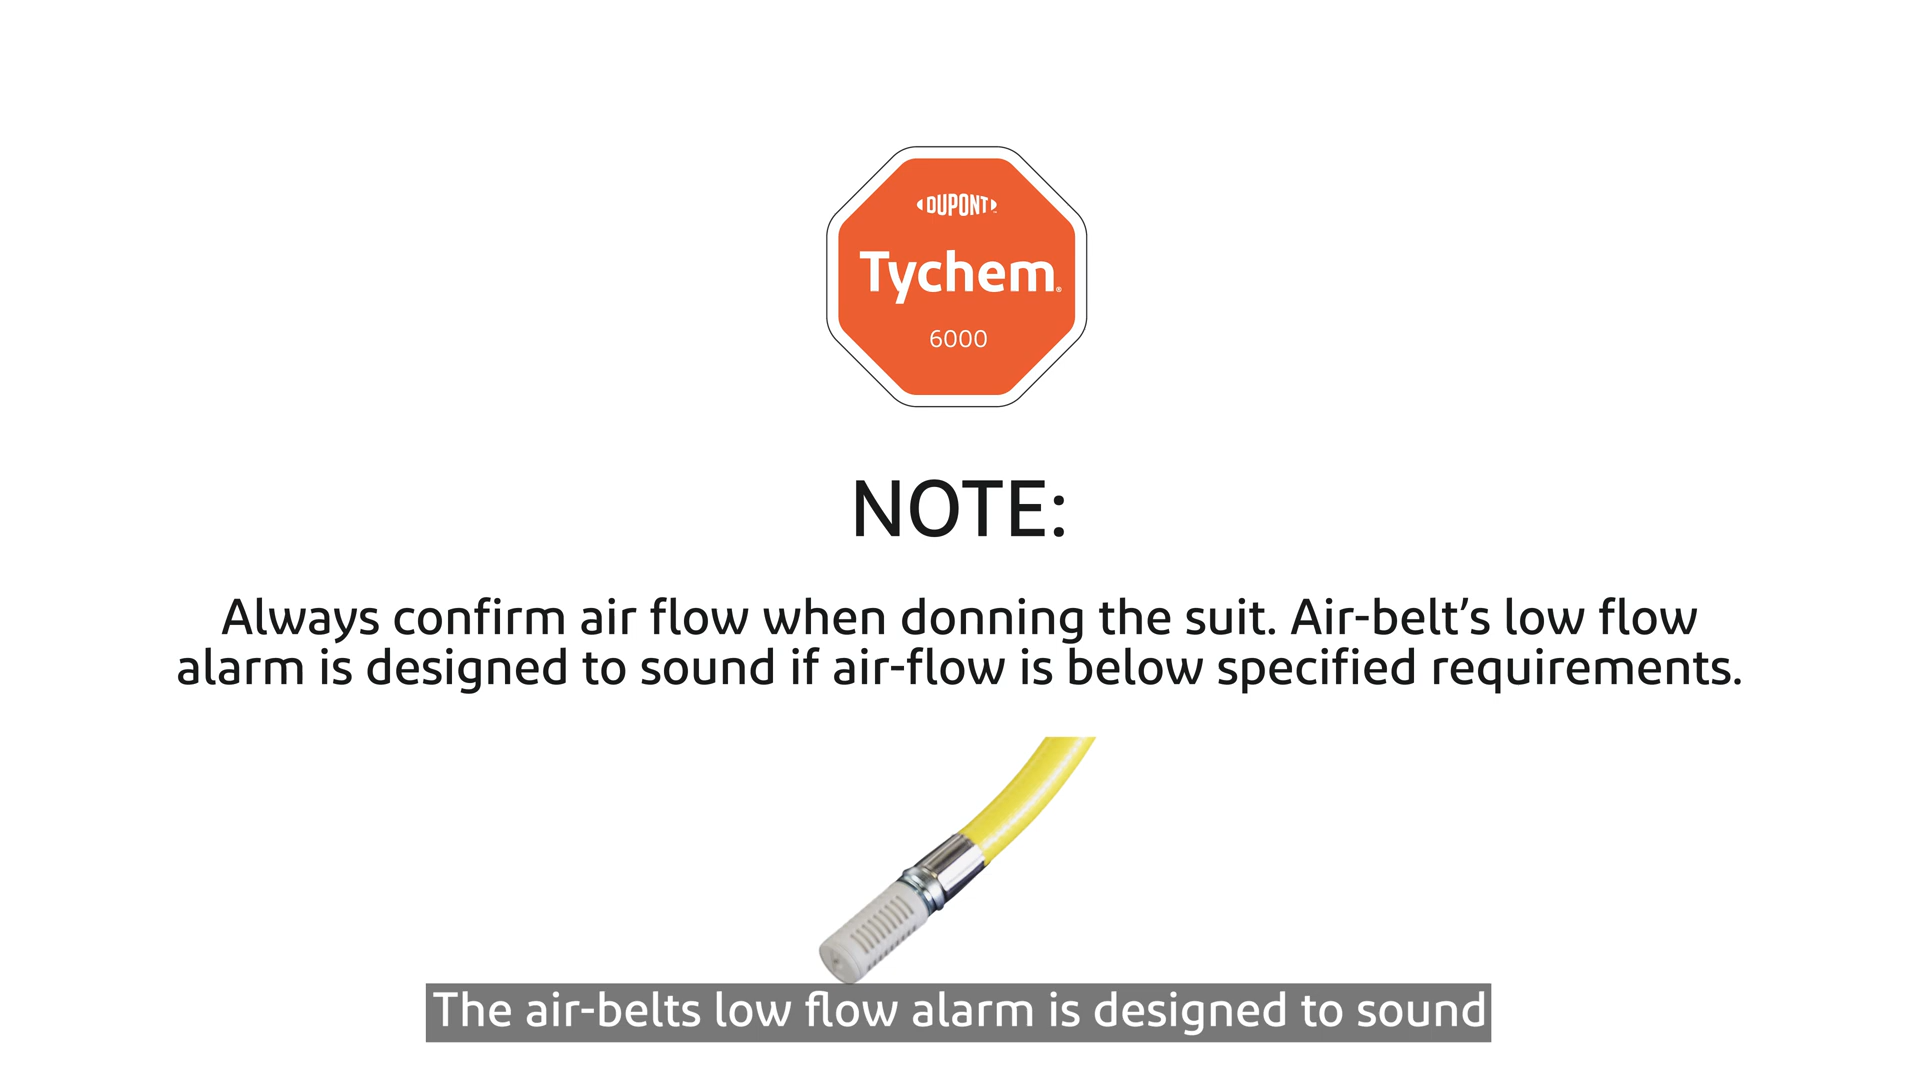 DUPONT™
Tychem®
6000
NOTE:
Always confirm air flow when donning the suit. Air-belt’s low flow
alarm is designed to sound if air-flow is below specified requirements.
The air-belts low flow alarm is designed to sound